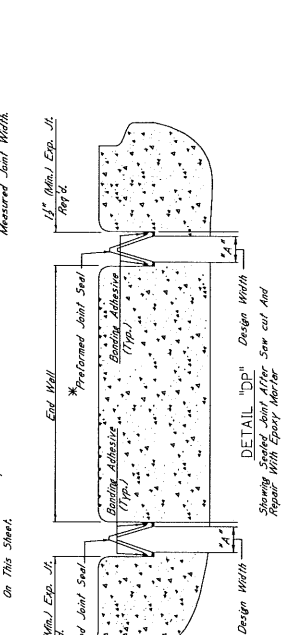 On This Sheet.
Measured Joint Width.
(Min.) Exp. Jt.
End Wall
1½" (Min.) Exp. Jt.
Req'd.
d Joint Seal
*Preformed Joint Seal
Bonding Adhesive
(Typ.)
Bonding Adhesive
(Typ.)
"A"
"A"
Design Width
Design Width
DETAIL "DP"
Showing Sealed Joint After Saw cut And
Repair With Epoxy Mortar